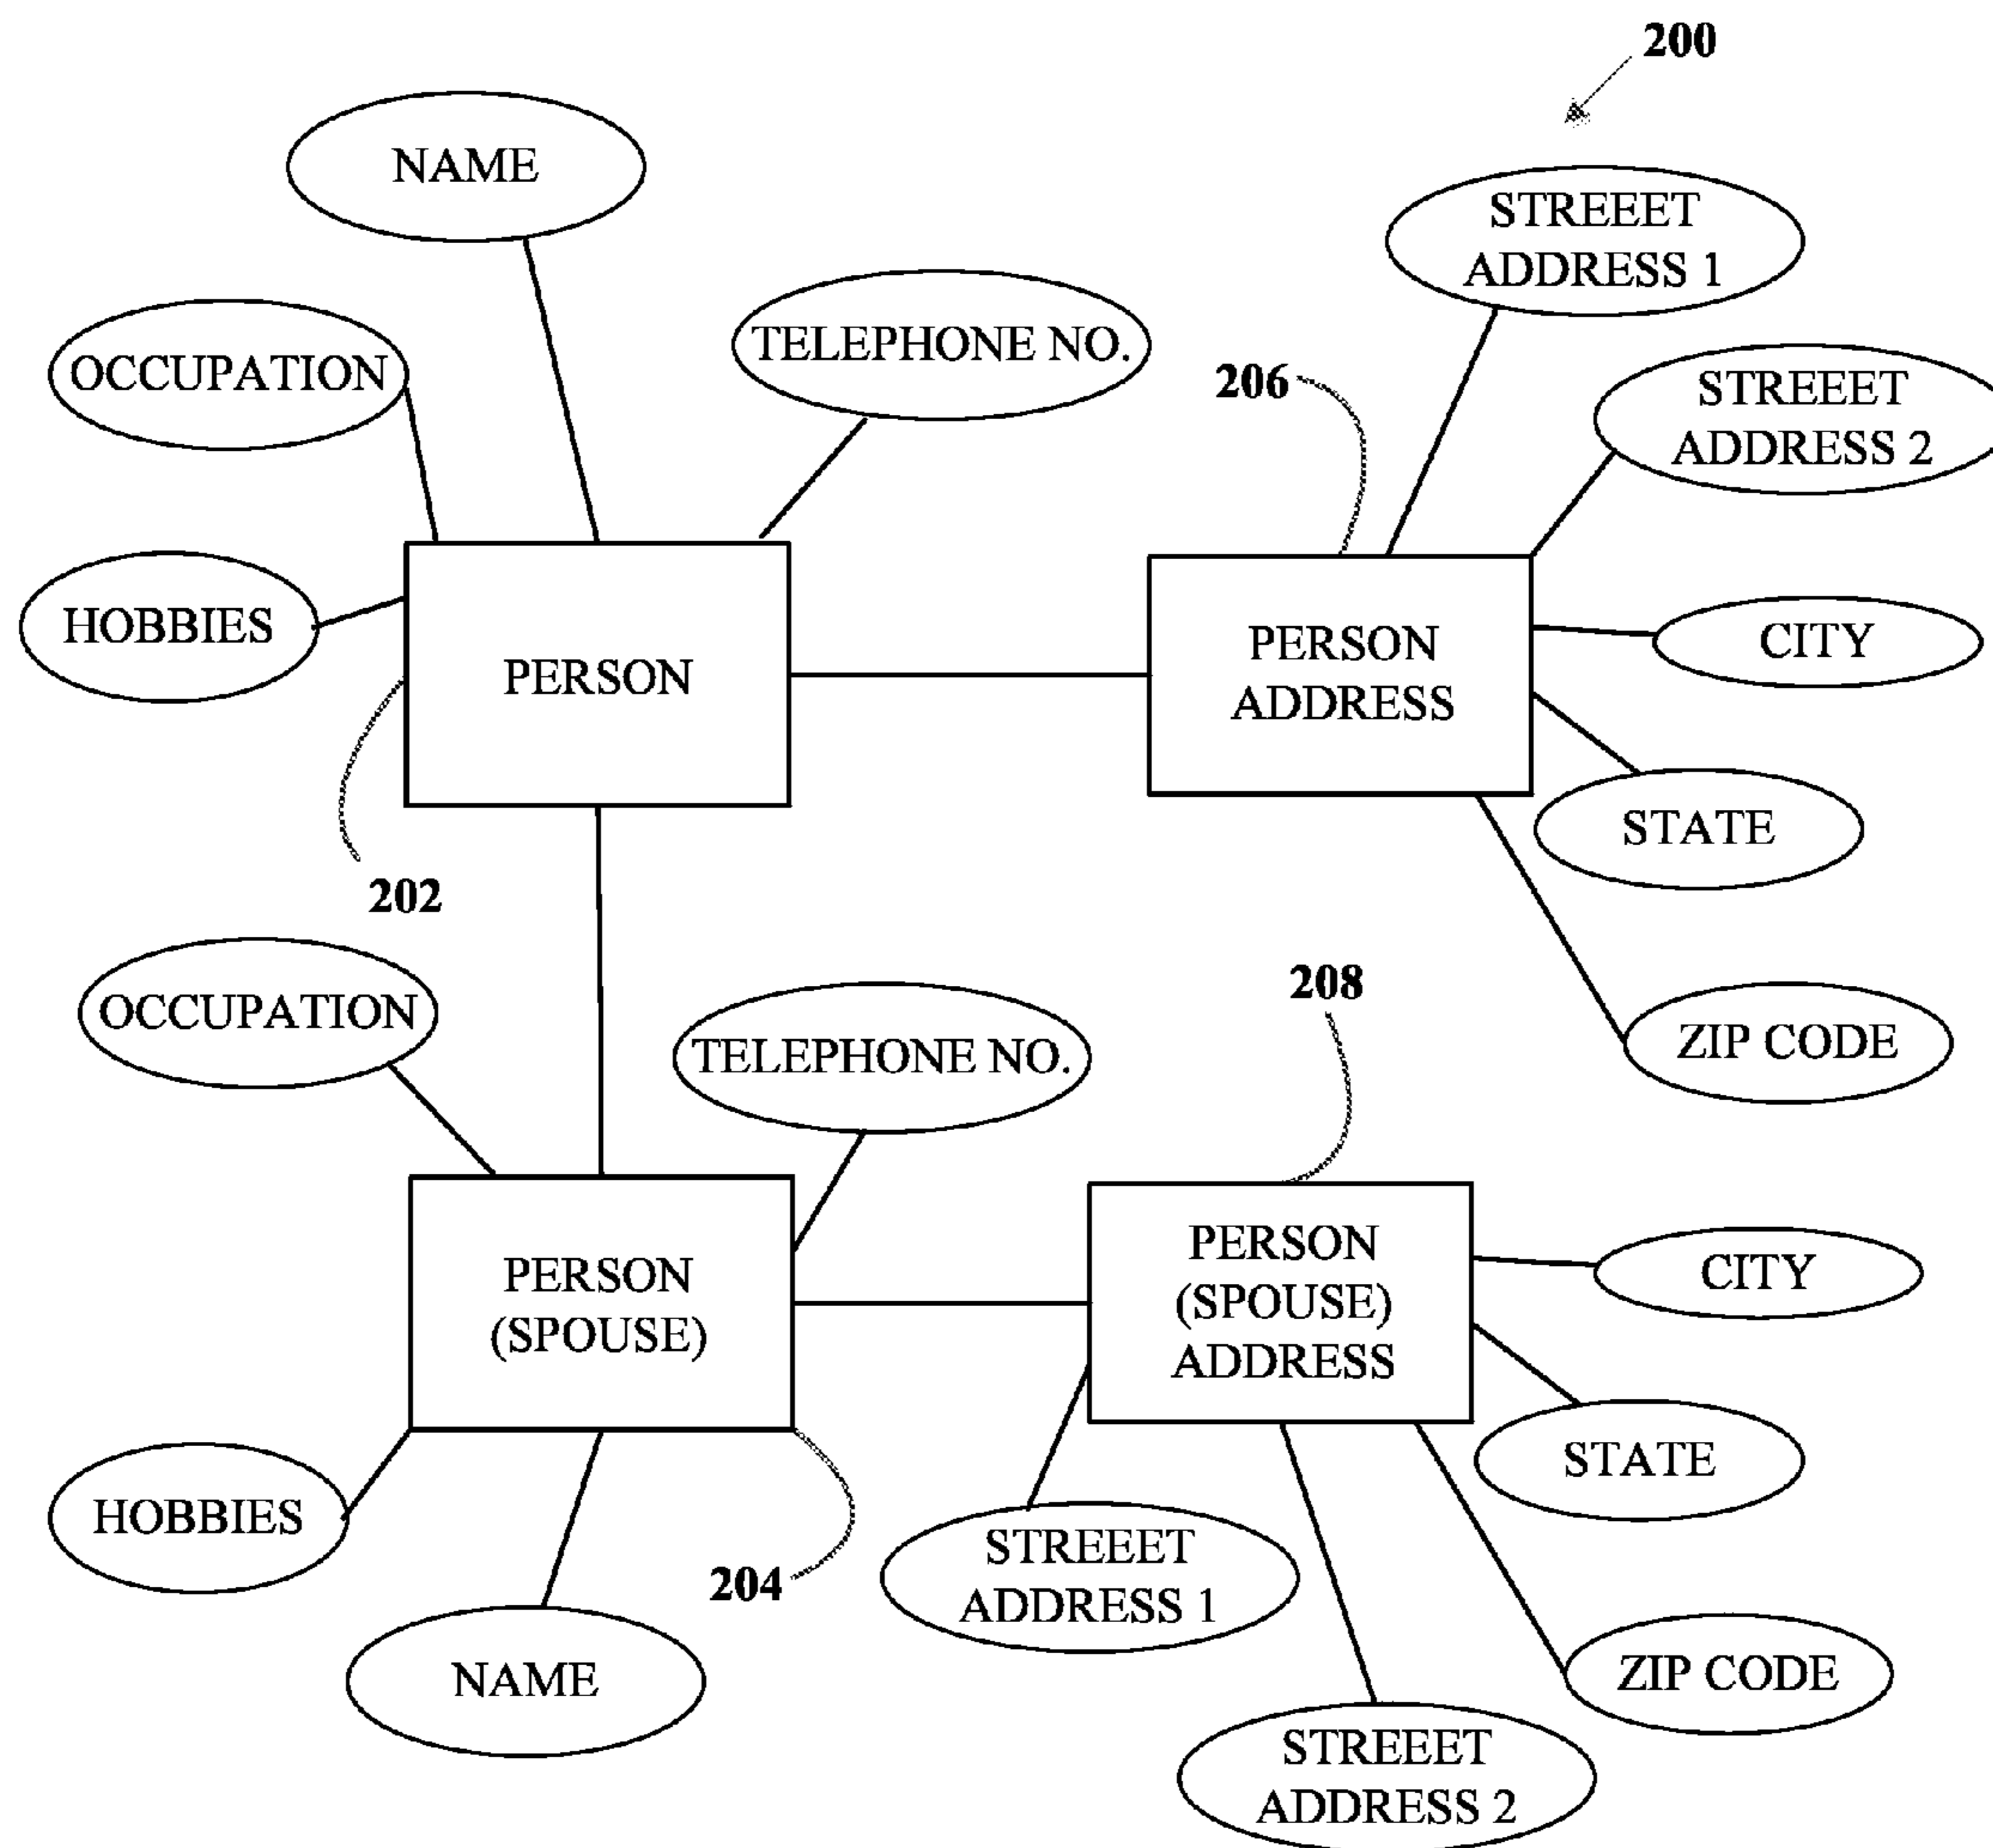 200
NAME
STREEET
ADDRESS 1
TELEPHONE NO.
OCCUPATION
206
STREEET
ADDRESS 2
HOBBIES
PERSON
PERSON
ADDRESS
CITY
STATE
202
OCCUPATION
208
TELEPHONE NO.
ZIP CODE
PERSON
(SPOUSE)
PERSON
(SPOUSE)
ADDRESS
CITY
STATE
HOBBIES
204
STREEET
ADDRESS 1
NAME
ZIP CODE
STREEET
ADDRESS 2